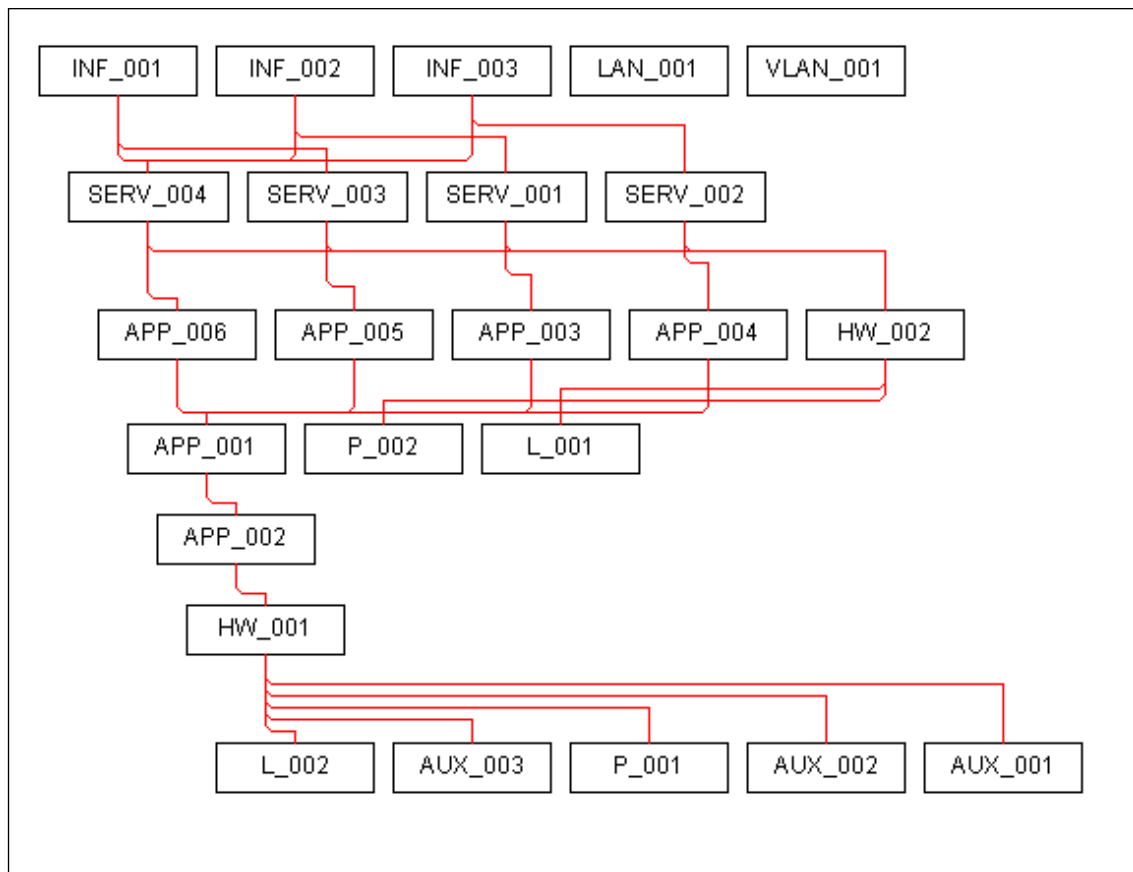 INF_001 INF_002 INF_003 LAN_001 VLAN_001
SERV_004 SERV_003 SERV_001 SERV_002
APP_006 APP_005 APP_003 APP_004 HW_002
APP_001 P_002 L_001
APP_002
HW_001
L_002 AUX_003 P_001 AUX_002 AUX_001